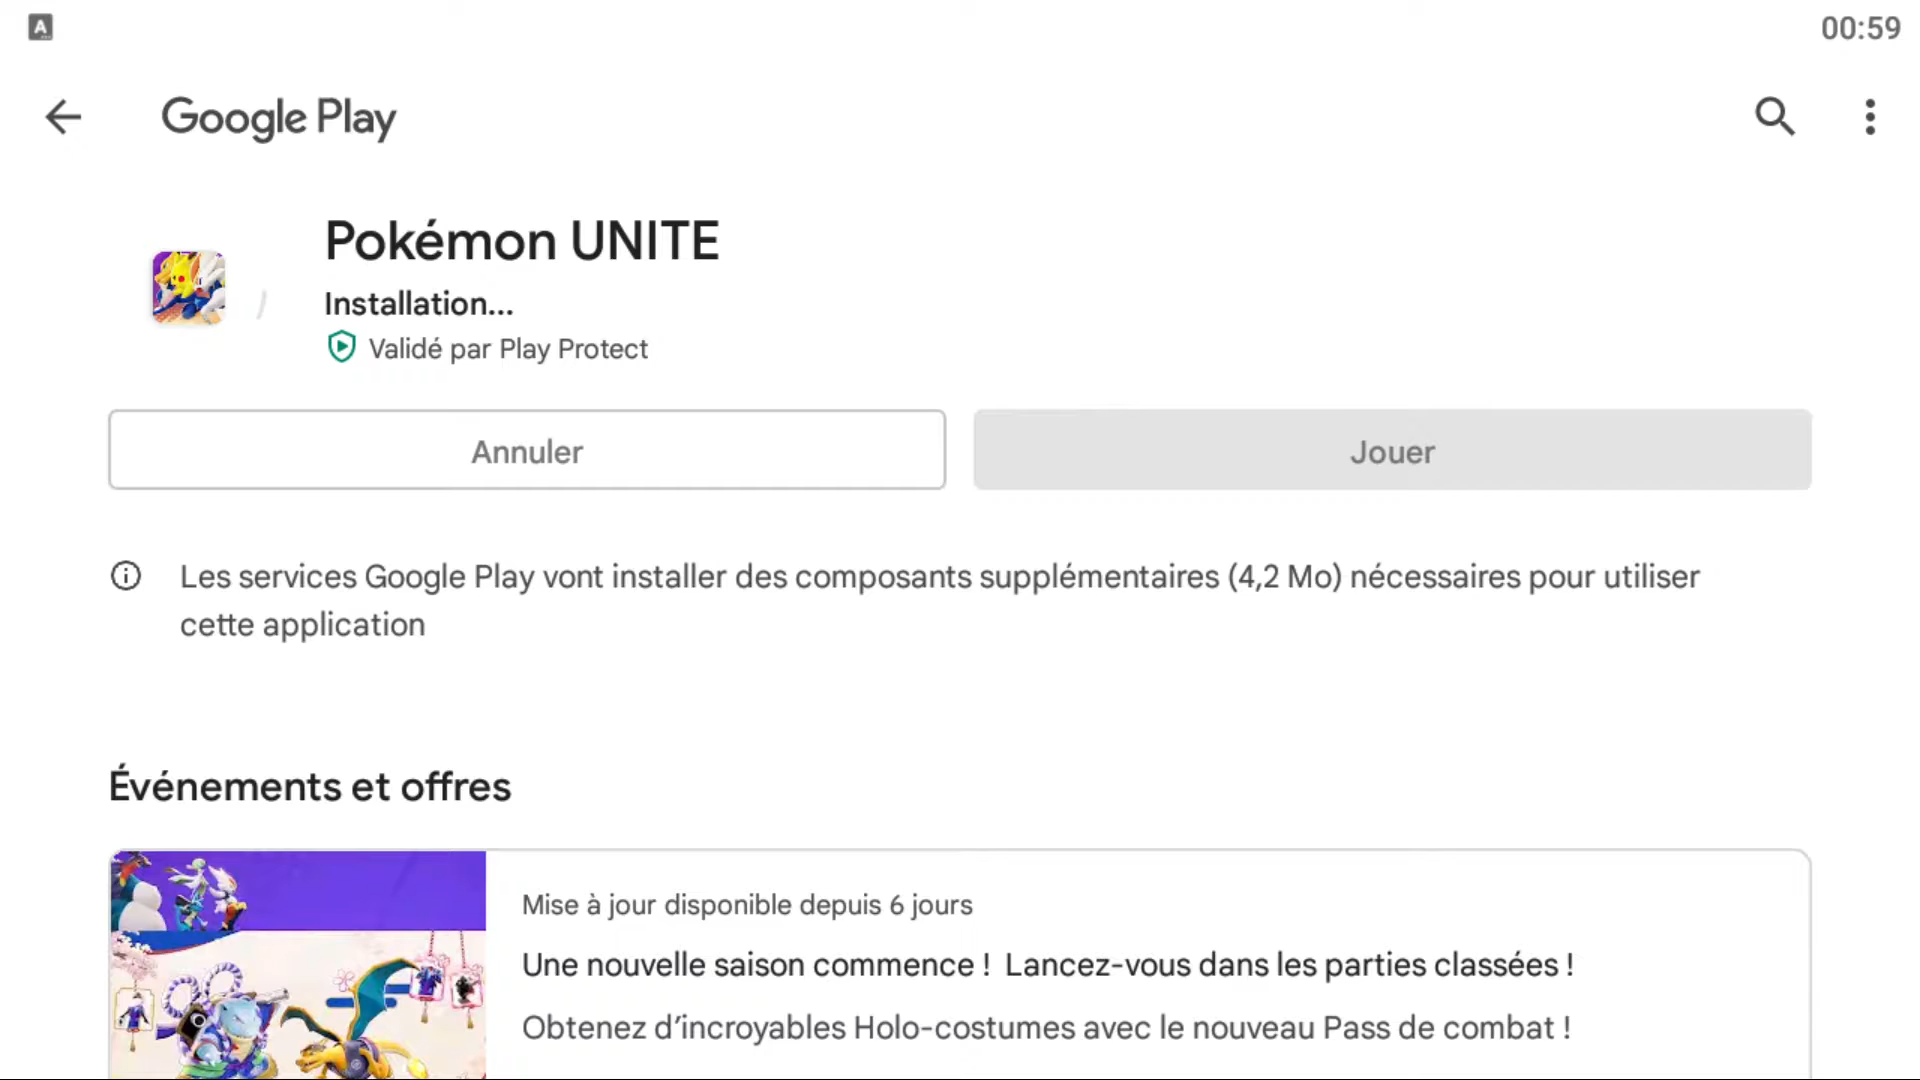 A
00:59
Google Play
Pokémon UNITE
Installation...
Validé par Play Protect
Annuler
Jouer
Les services Google Play vont installer des composants supplémentaires (4,2 Mo) nécessaires pour utiliser
cette application
Événements et offres
Mise à jour disponible depuis 6 jours
Une nouvelle saison commence ! Lancez-vous dans les parties classées !
Obtenez d’incroyables Holo-costumes avec le nouveau Pass de combat !